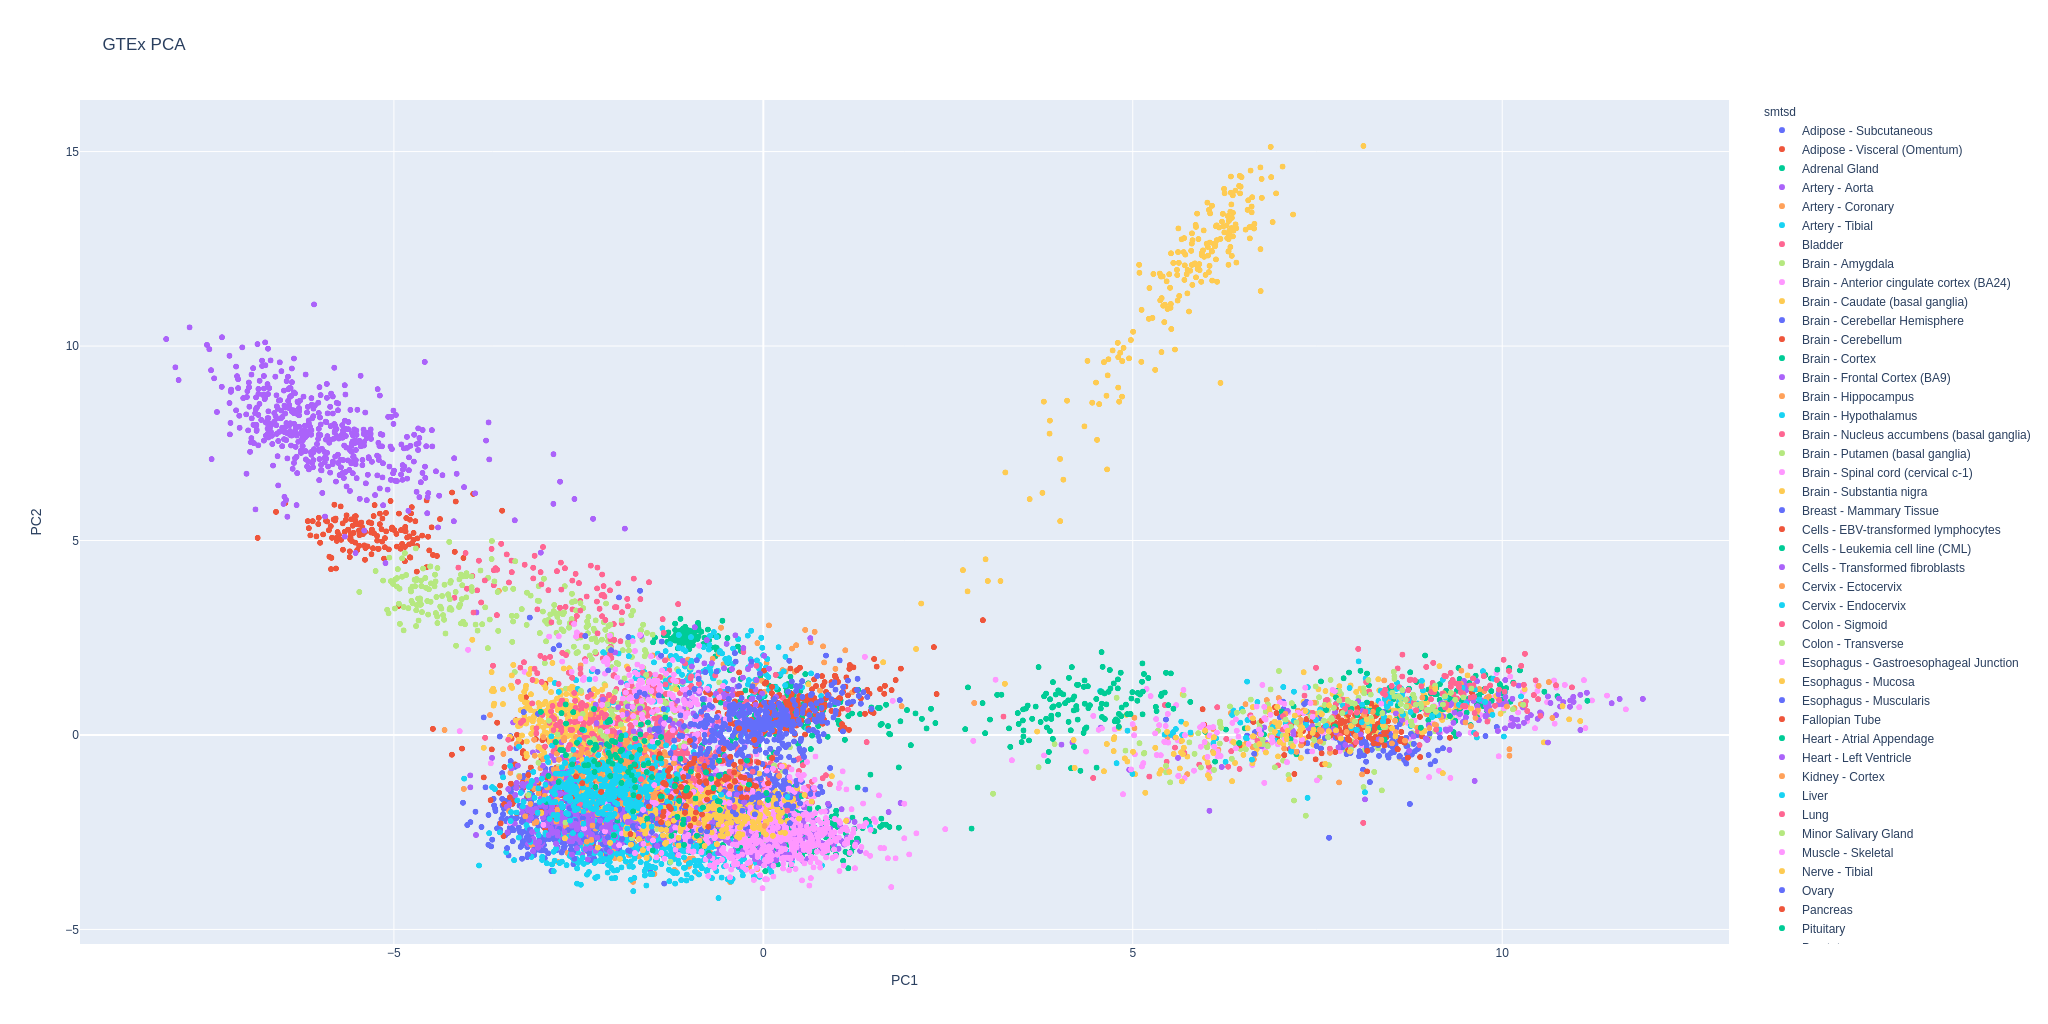 GTEx PCA
15
10
5
0
−5
−5
0
5
10
PC2
PC1
smtsd
Adipose - Subcutaneous
Adipose - Visceral (Omentum)
Adrenal Gland
Artery - Aorta
Artery - Coronary
Artery - Tibial
Bladder
Brain - Amygdala
Brain - Anterior cingulate cortex (BA24)
Brain - Caudate (basal ganglia)
Brain - Cerebellar Hemisphere
Brain - Cerebellum
Brain - Cortex
Brain - Frontal Cortex (BA9)
Brain - Hippocampus
Brain - Hypothalamus
Brain - Nucleus accumbens (basal ganglia)
Brain - Putamen (basal ganglia)
Brain - Spinal cord (cervical c-1)
Brain - Substantia nigra
Breast - Mammary Tissue
Cells - EBV-transformed lymphocytes
Cells - Leukemia cell line (CML)
Cells - Transformed fibroblasts
Cervix - Ectocervix
Cervix - Endocervix
Colon - Sigmoid
Colon - Transverse
Esophagus - Gastroesophageal Junction
Esophagus - Mucosa
Esophagus - Muscularis
Fallopian Tube
Heart - Atrial Appendage
Heart - Left Ventricle
Kidney - Cortex
Liver
Lung
Minor Salivary Gland
Muscle - Skeletal
Nerve - Tibial
Ovary
Pancreas
Pituitary